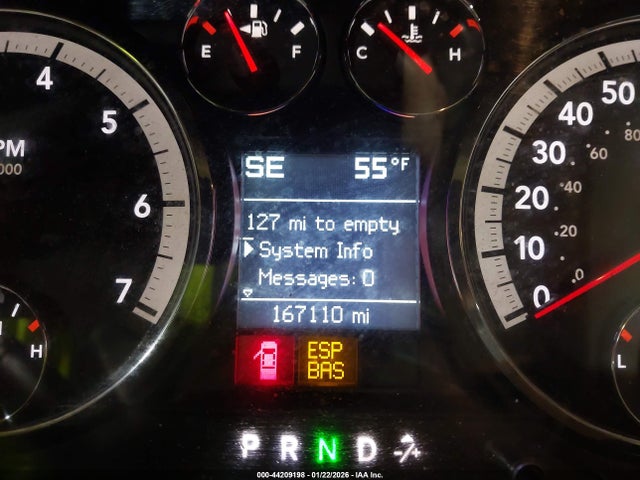 E F
C H
4
5
6
7
PM
000
H
SE 55°F
127 mi to empty
System Info
Messages: 0
167110 mi
ESP
BAS
P R N D -/+
50
40
30
20
10
0
80
60
40
20
0
L
000-44209198 - 01/22/2026 - IAA Inc.